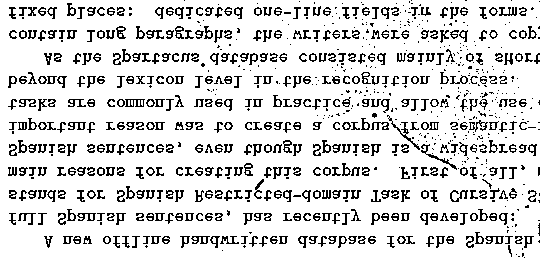 A new offline handwritten database for the Spanish
full Spanish sentences, has recently been developed:
stands for Spanish Restricted-domain Task of Cursive
main reasons for creating this corpus. First of all,
Spanish sentences, even though Spanish is a widespread
important reason was to create a corpus from semantic-
tasks are commonly used in practice and allow the use
beyond the lexicon level in the recognition process.
As the Spartacus database consisted mainly of short
contain long paragraphs, the writers were asked to copy
fixed places: dedicated one-line fields in the forms.